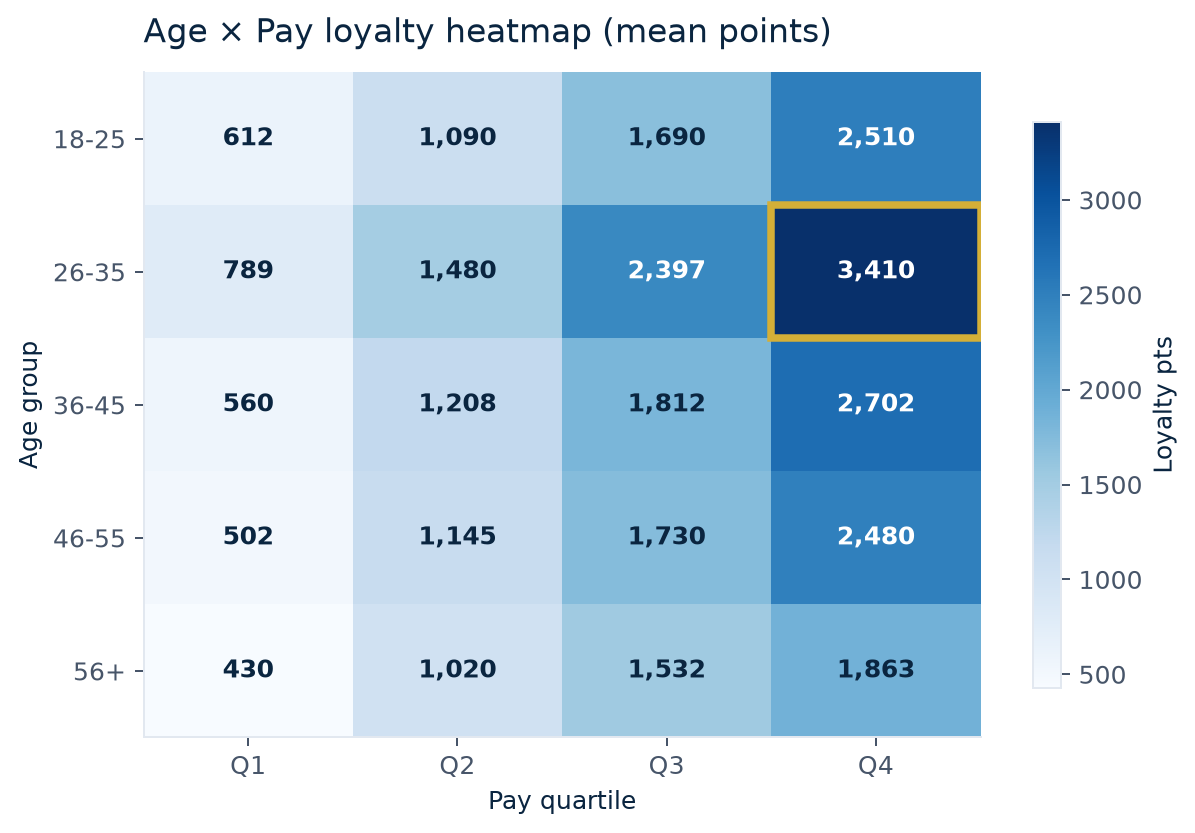 Age × Pay loyalty heatmap (mean points)
18-25 612 1,090 1,690 2,510
26-35 789 1,480 2,397 3,410
36-45 560 1,208 1,812 2,702
46-55 502 1,145 1,730 2,480
56+ 430 1,020 1,532 1,863
Q1 Q2 Q3 Q4
Pay quartile
Age group
3000
2500
2000
1500
1000
500
Loyalty pts